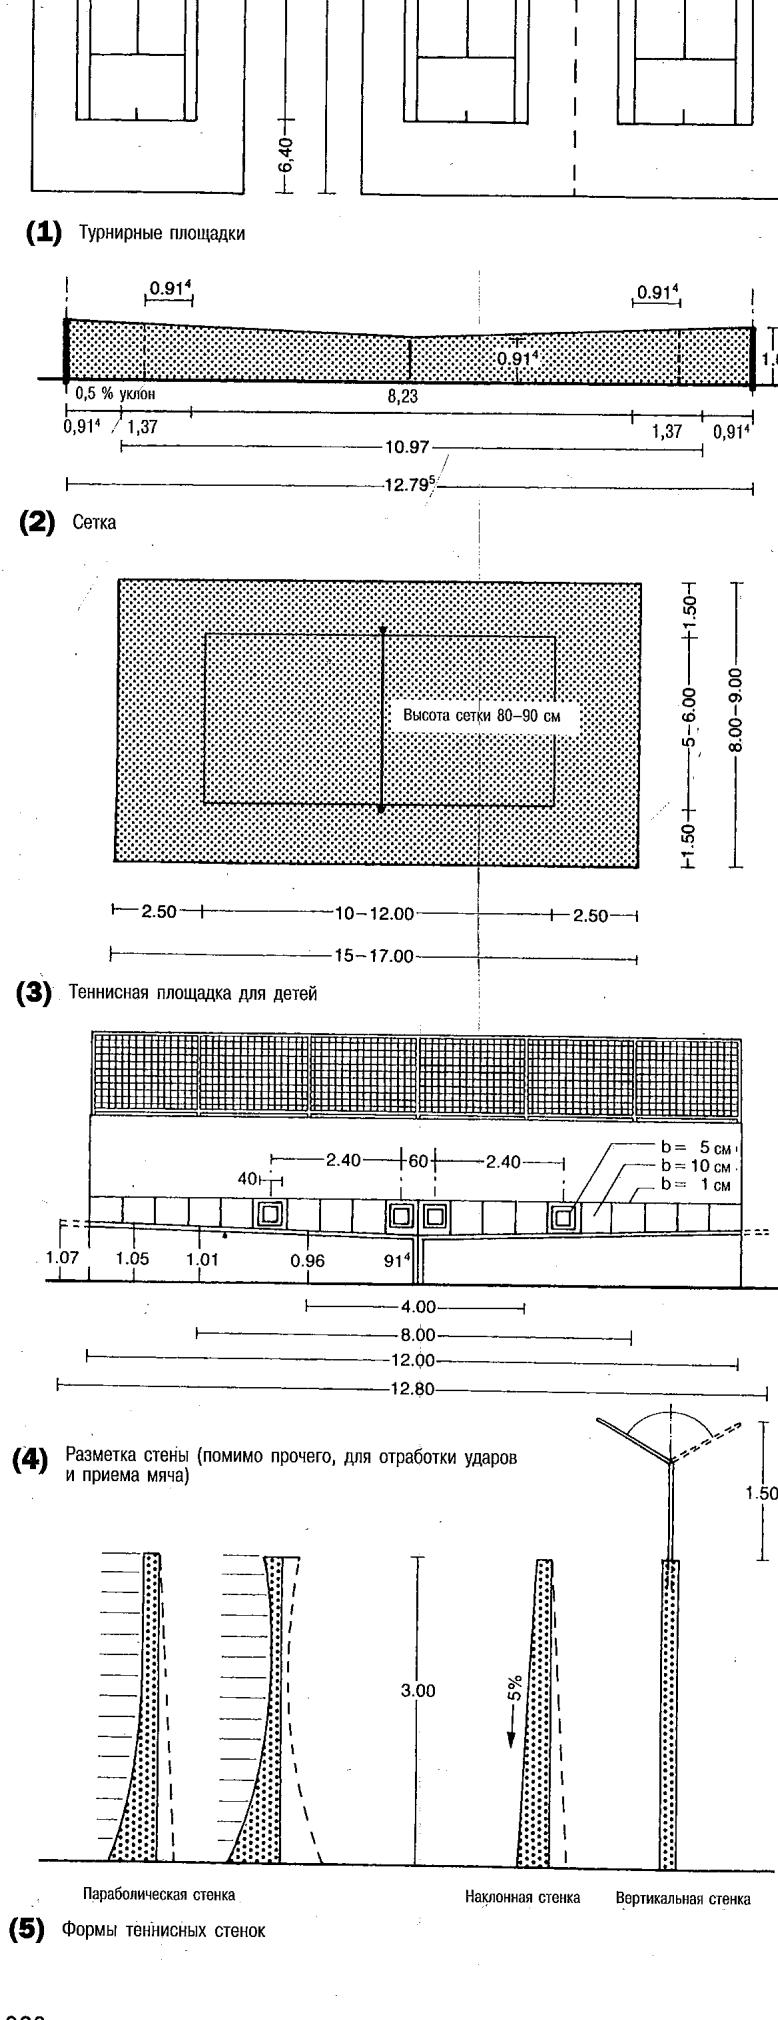 6,40
(1) Турнирные площадки
0.91⁴ 0.91⁴
0.91⁴
0,5 % уклон 8,23
0,91⁴ 1,37 1,37 0,91⁴
10.97
12.79⁵
(2) Сетка
1.50
Высота сетки 80–90 см
5–6.00
8.00–9.00
1.50
2.50 10–12.00 2.50
15–17.00
(3) Теннисная площадка для детей
b = 5 см
2.40 60 2.40
b = 10 см
40
b = 1 см
1.07 1.05 1.01 0.96 91⁴
4.00
8.00
12.00
12.80
(4) Разметка стены (помимо прочего, для отработки ударов
и приема мяча)
1.50
3.00
5%
Параболическая стенка Наклонная стенка Вертикальная стенка
(5) Формы теннисных стенок